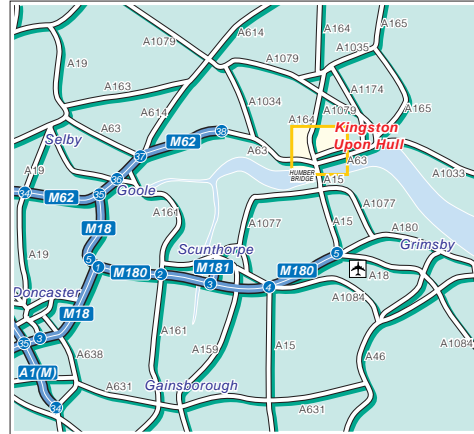 A164
A165
A614
A1079
A1035
A19
A1079
A163
A1174
A614
A1034
A164
A1079
A165
A63
38
Kingston
Upon Hull
Selby
M62
37
A63
A63
HUMBER
BRIDGE
A19
36
A15
A1033
34
M62
35
Goole
A161
A1077
A1077
M18
A15
A180
A19
Scunthorpe
Grimsby
5
1
M180
2
M181
3
4
M180
5
A18
Doncaster
A1084
M18
A161
A159
A15
A1084
35
3
A638
A46
A1(M)
A631
Gainsborough
34
A631